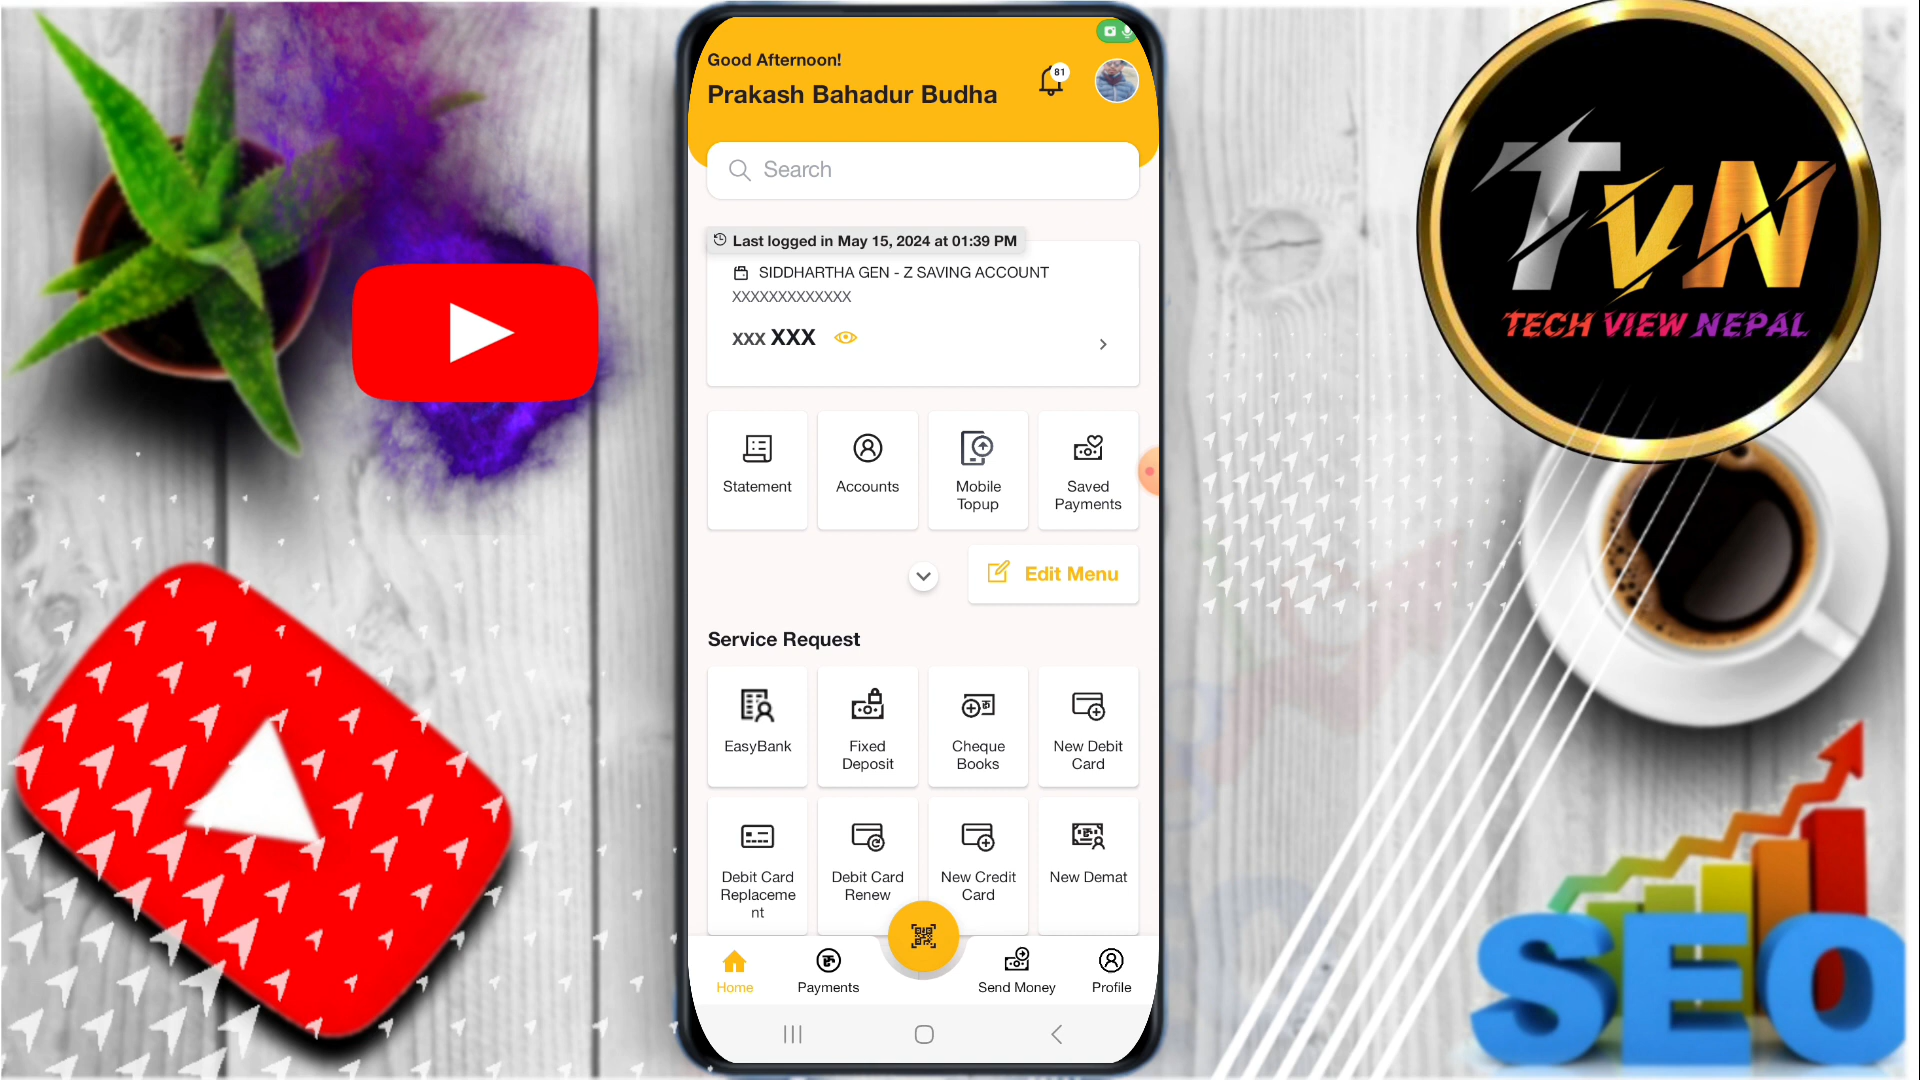 Good Afternoon!
Prakash Bahadur Budha
81
Search
Last logged in May 15, 2024 at 01:39 PM
SIDDHARTHA GEN - Z SAVING ACCOUNT
XXXXXXXXXXXXX
xxx XXX
Statement
Accounts
Mobile
Topup
Saved
Payments
Edit Menu
Service Request
EasyBank
Fixed
Deposit
Cheque
Books
New Debit
Card
Debit Card
Replaceme
nt
Debit Card
Renew
New Credit
Card
New Demat
Home
Payments
Send Money
Profile
TvN
TECH VIEW NEPAL
SEO